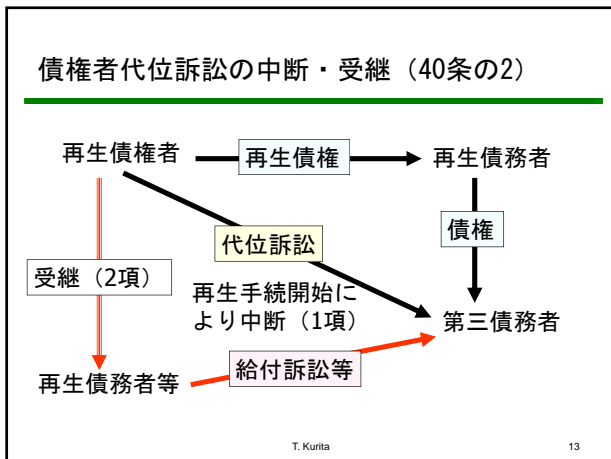 債権者代位訴訟の中断・受継（40条の2）
再生債権者
再生債権
再生債務者
代位訴訟
債権
受継（2項）
再生手続開始に
より中断（1項）
第三債務者
再生債務者等
給付訴訟等
T. Kurita
13